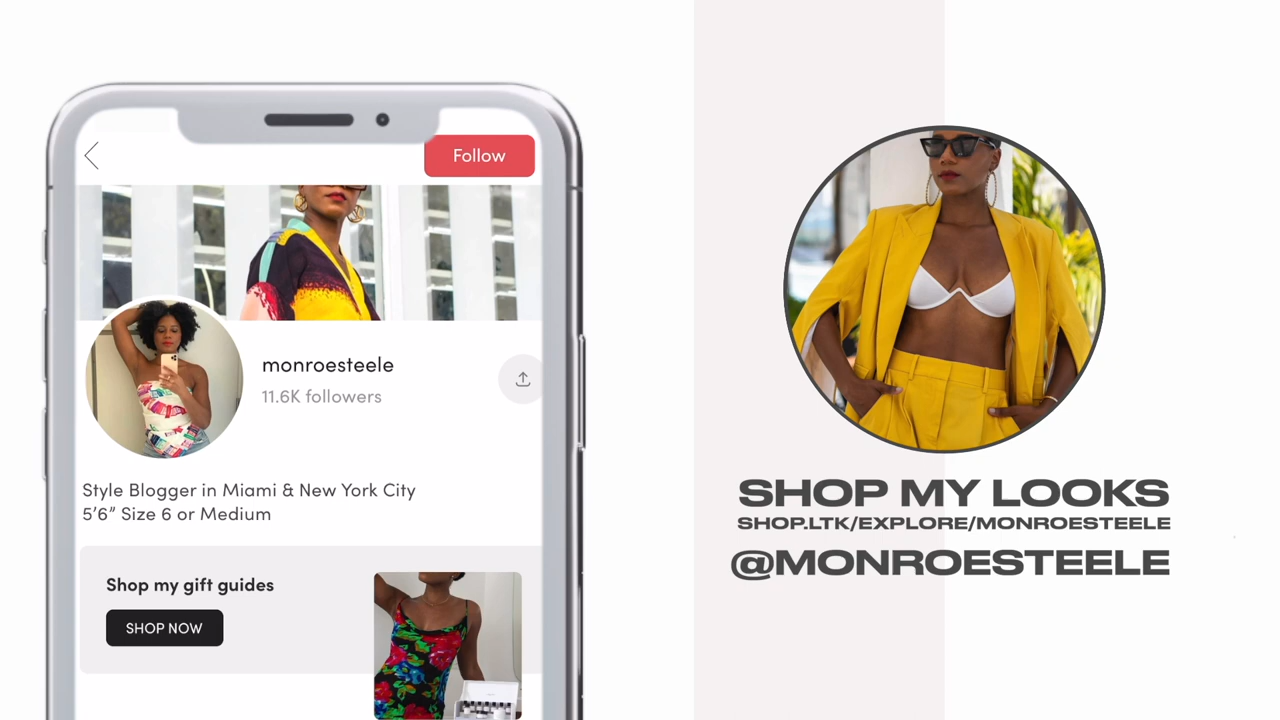 Follow
monroesteele
11.6K followers
Style Blogger in Miami & New York City
5’6” Size 6 or Medium
Shop my gift guides
SHOP NOW
SHOP MY LOOKS
SHOP.LTK/EXPLORE/MONROESTEELE
@MONROESTEELE